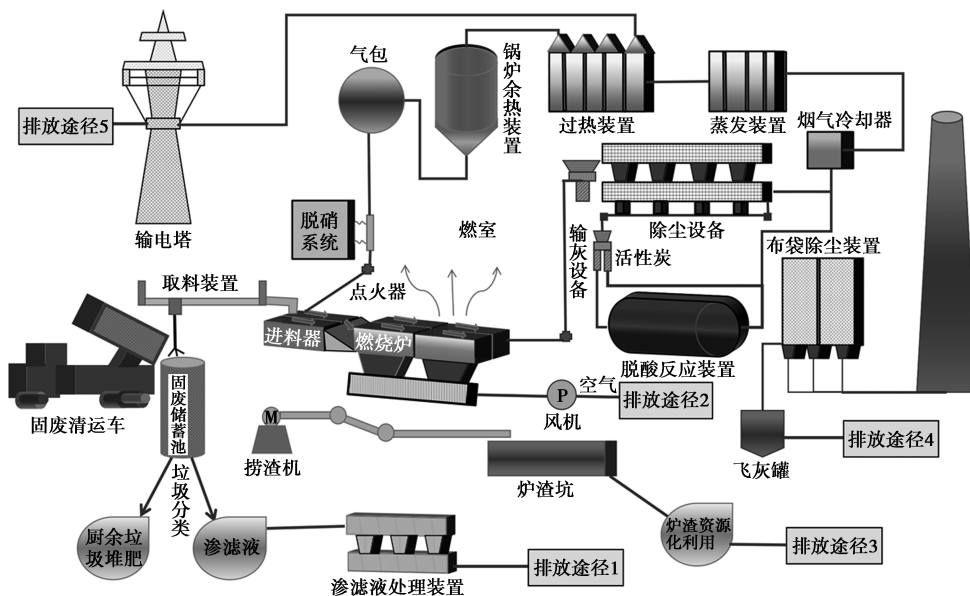 气包
锅炉余热装置
过热装置
蒸发装置
烟气冷却器
排放途径5
输电塔
脱硝
系统
燃室
输灰设备
除尘设备
活性炭
布袋除尘装置
取料装置
点火器
进料器
燃烧炉
脱酸反应装置
固废清运车
固废储蓄池
M
捞渣机
P
空气
风机
排放途径2
排放途径4
飞灰罐
炉渣坑
垃圾分类
厨余垃
圾堆肥
渗滤液
渗滤液处理装置
排放途径1
炉渣资源
化利用
排放途径3